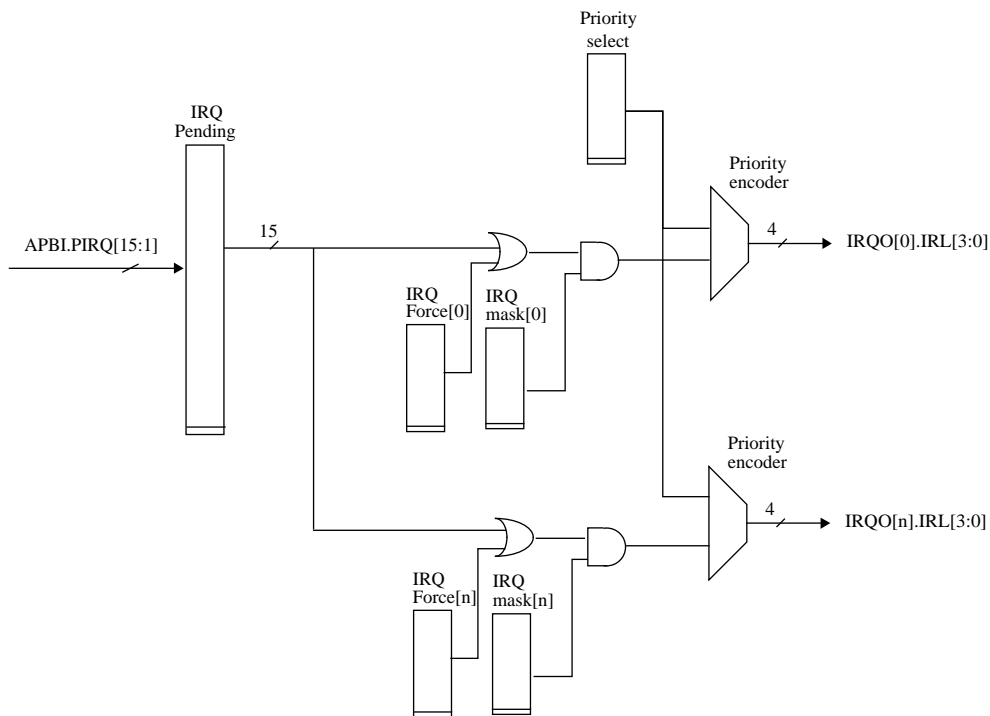 Priority
select
IRQ
Pending
APBI.PIRQ[15:1]
15
Priority
encoder
4
IRQO[0].IRL[3:0]
IRQ
Force[0]
IRQ
mask[0]
Priority
encoder
4
IRQO[n].IRL[3:0]
IRQ
Force[n]
IRQ
mask[n]